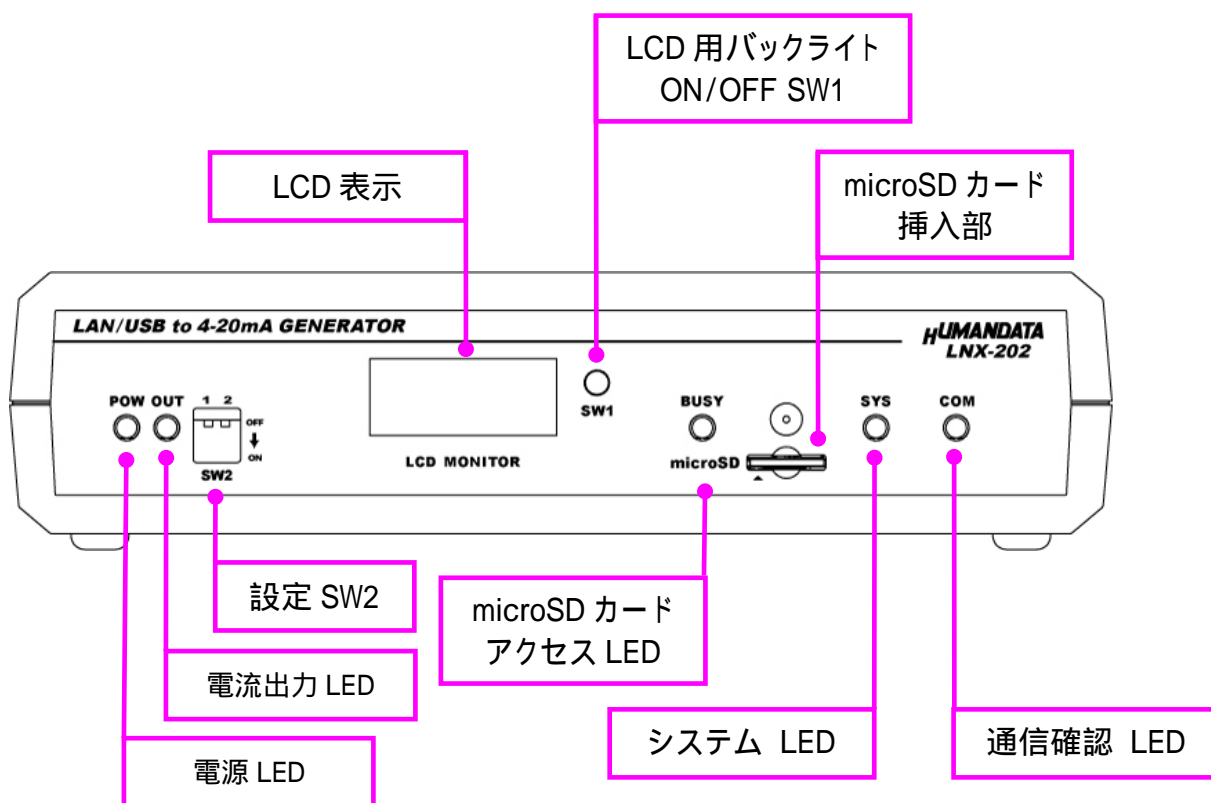 LCD 用バックライト
ON/OFF SW1
LCD 表示
microSD カード
挿入部
LAN/USB to 4-20mA GENERATOR
HUMANDATA
LNX-202
POW OUT
1 2
OFF
ON
SW2
SW1
LCD MONITOR
BUSY
microSD
SYS
COM
設定 SW2
microSD カード
アクセス LED
電流出力 LED
システム LED
通信確認 LED
電源 LED